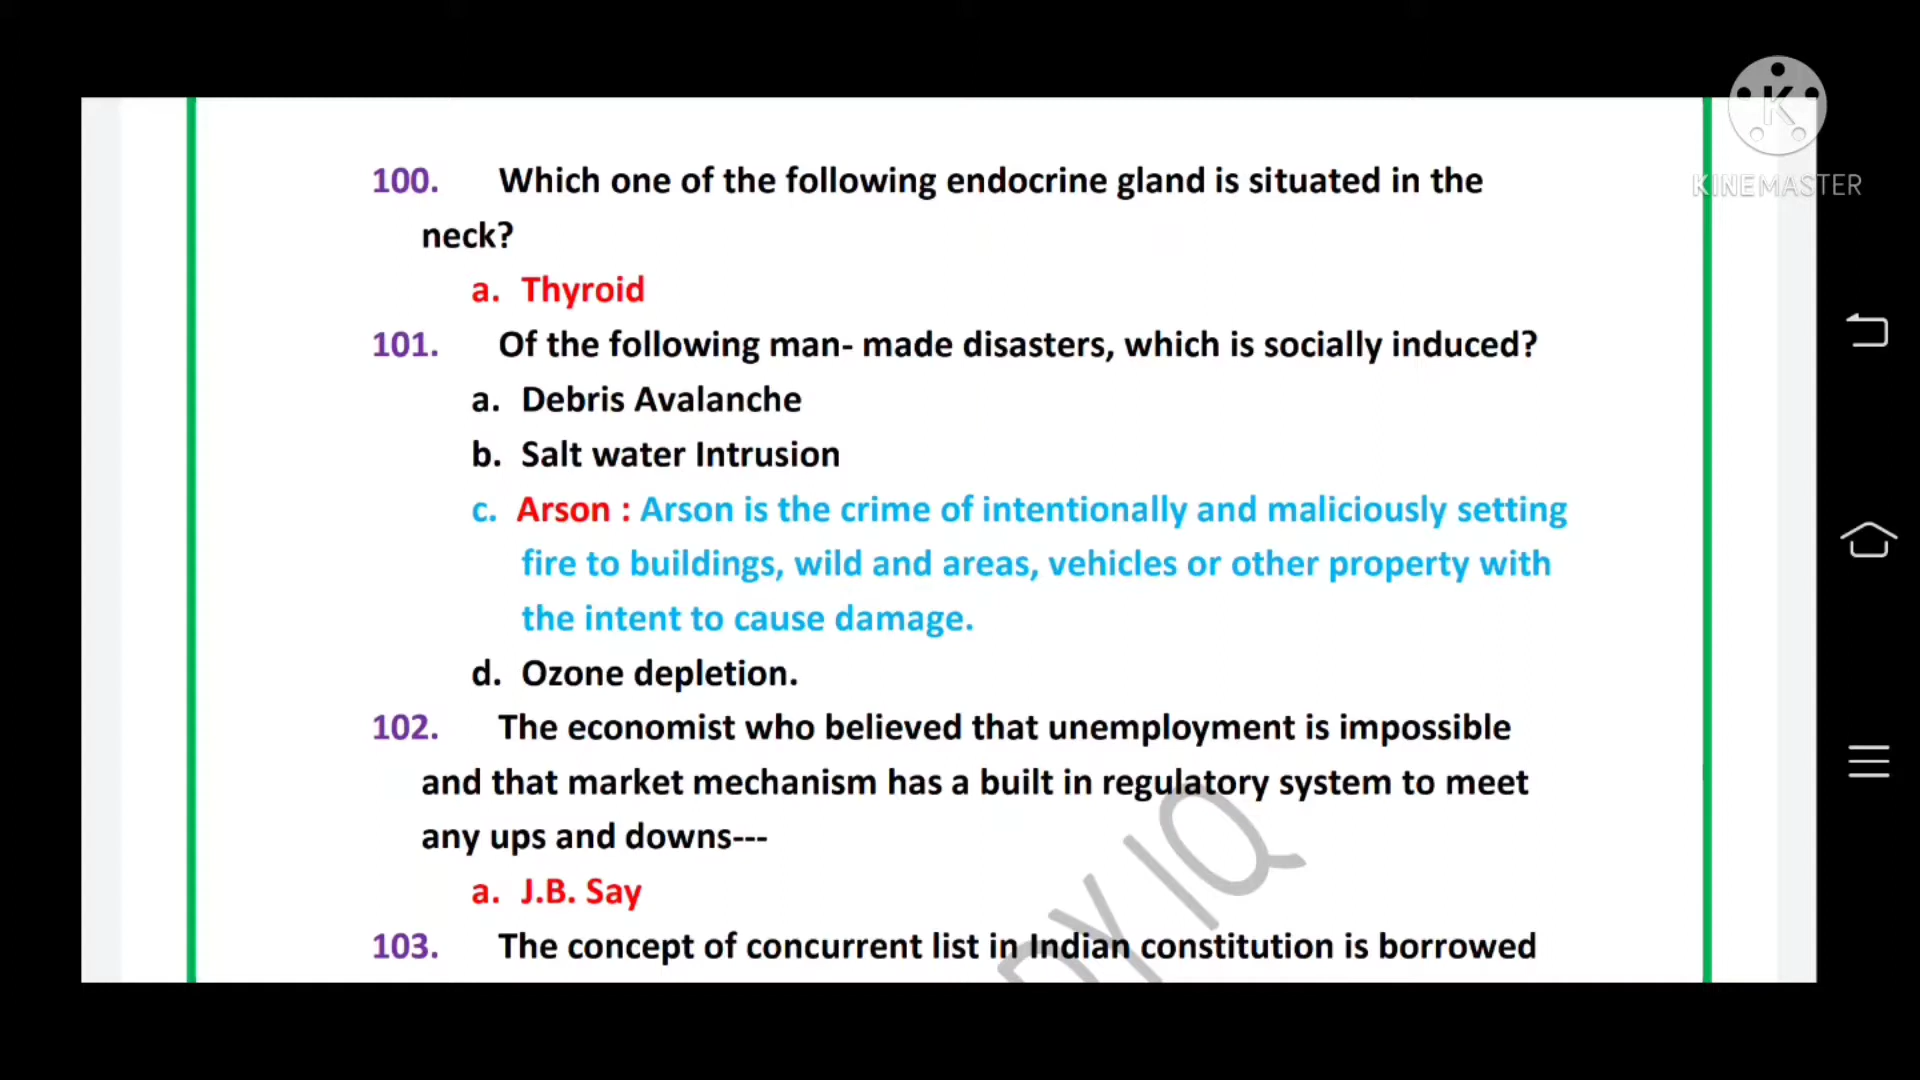 K
KINEMASTER
100. Which one of the following endocrine gland is situated in the
neck?
a. Thyroid
101. Of the following man- made disasters, which is socially induced?
a. Debris Avalanche
b. Salt water Intrusion
c. Arson : Arson is the crime of intentionally and maliciously setting
fire to buildings, wild and areas, vehicles or other property with
the intent to cause damage.
d. Ozone depletion.
102. The economist who believed that unemployment is impossible
and that market mechanism has a built in regulatory system to meet
any ups and downs---
a. J.B. Say
103. The concept of concurrent list in Indian constitution is borrowed
DY IQ